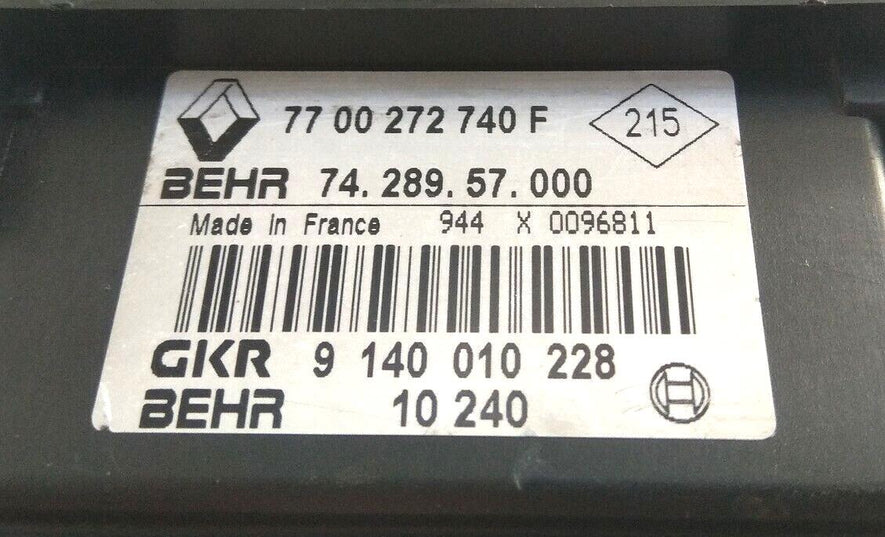 77 00 272 740 F 215
BEHR 74. 289. 57. 000
Made in France 944 X 0096811
GKR 9 140 010 228
BEHR 10 240